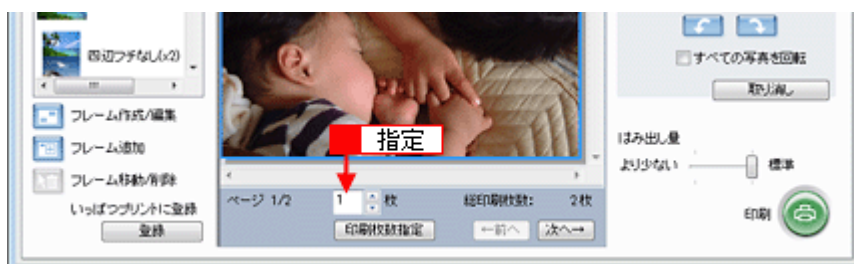 四辺フチなし(x2)
すべての写真を回転
取り消し
フレーム作成/編集
フレーム追加
フレーム移動/削除
いっぱつプリントに登録
登録
指定
ページ 1/2
1 枚
総印刷枚数: 2枚
印刷枚数指定
←前へ
次へ→
はみ出し量
より少ない
標準
印刷